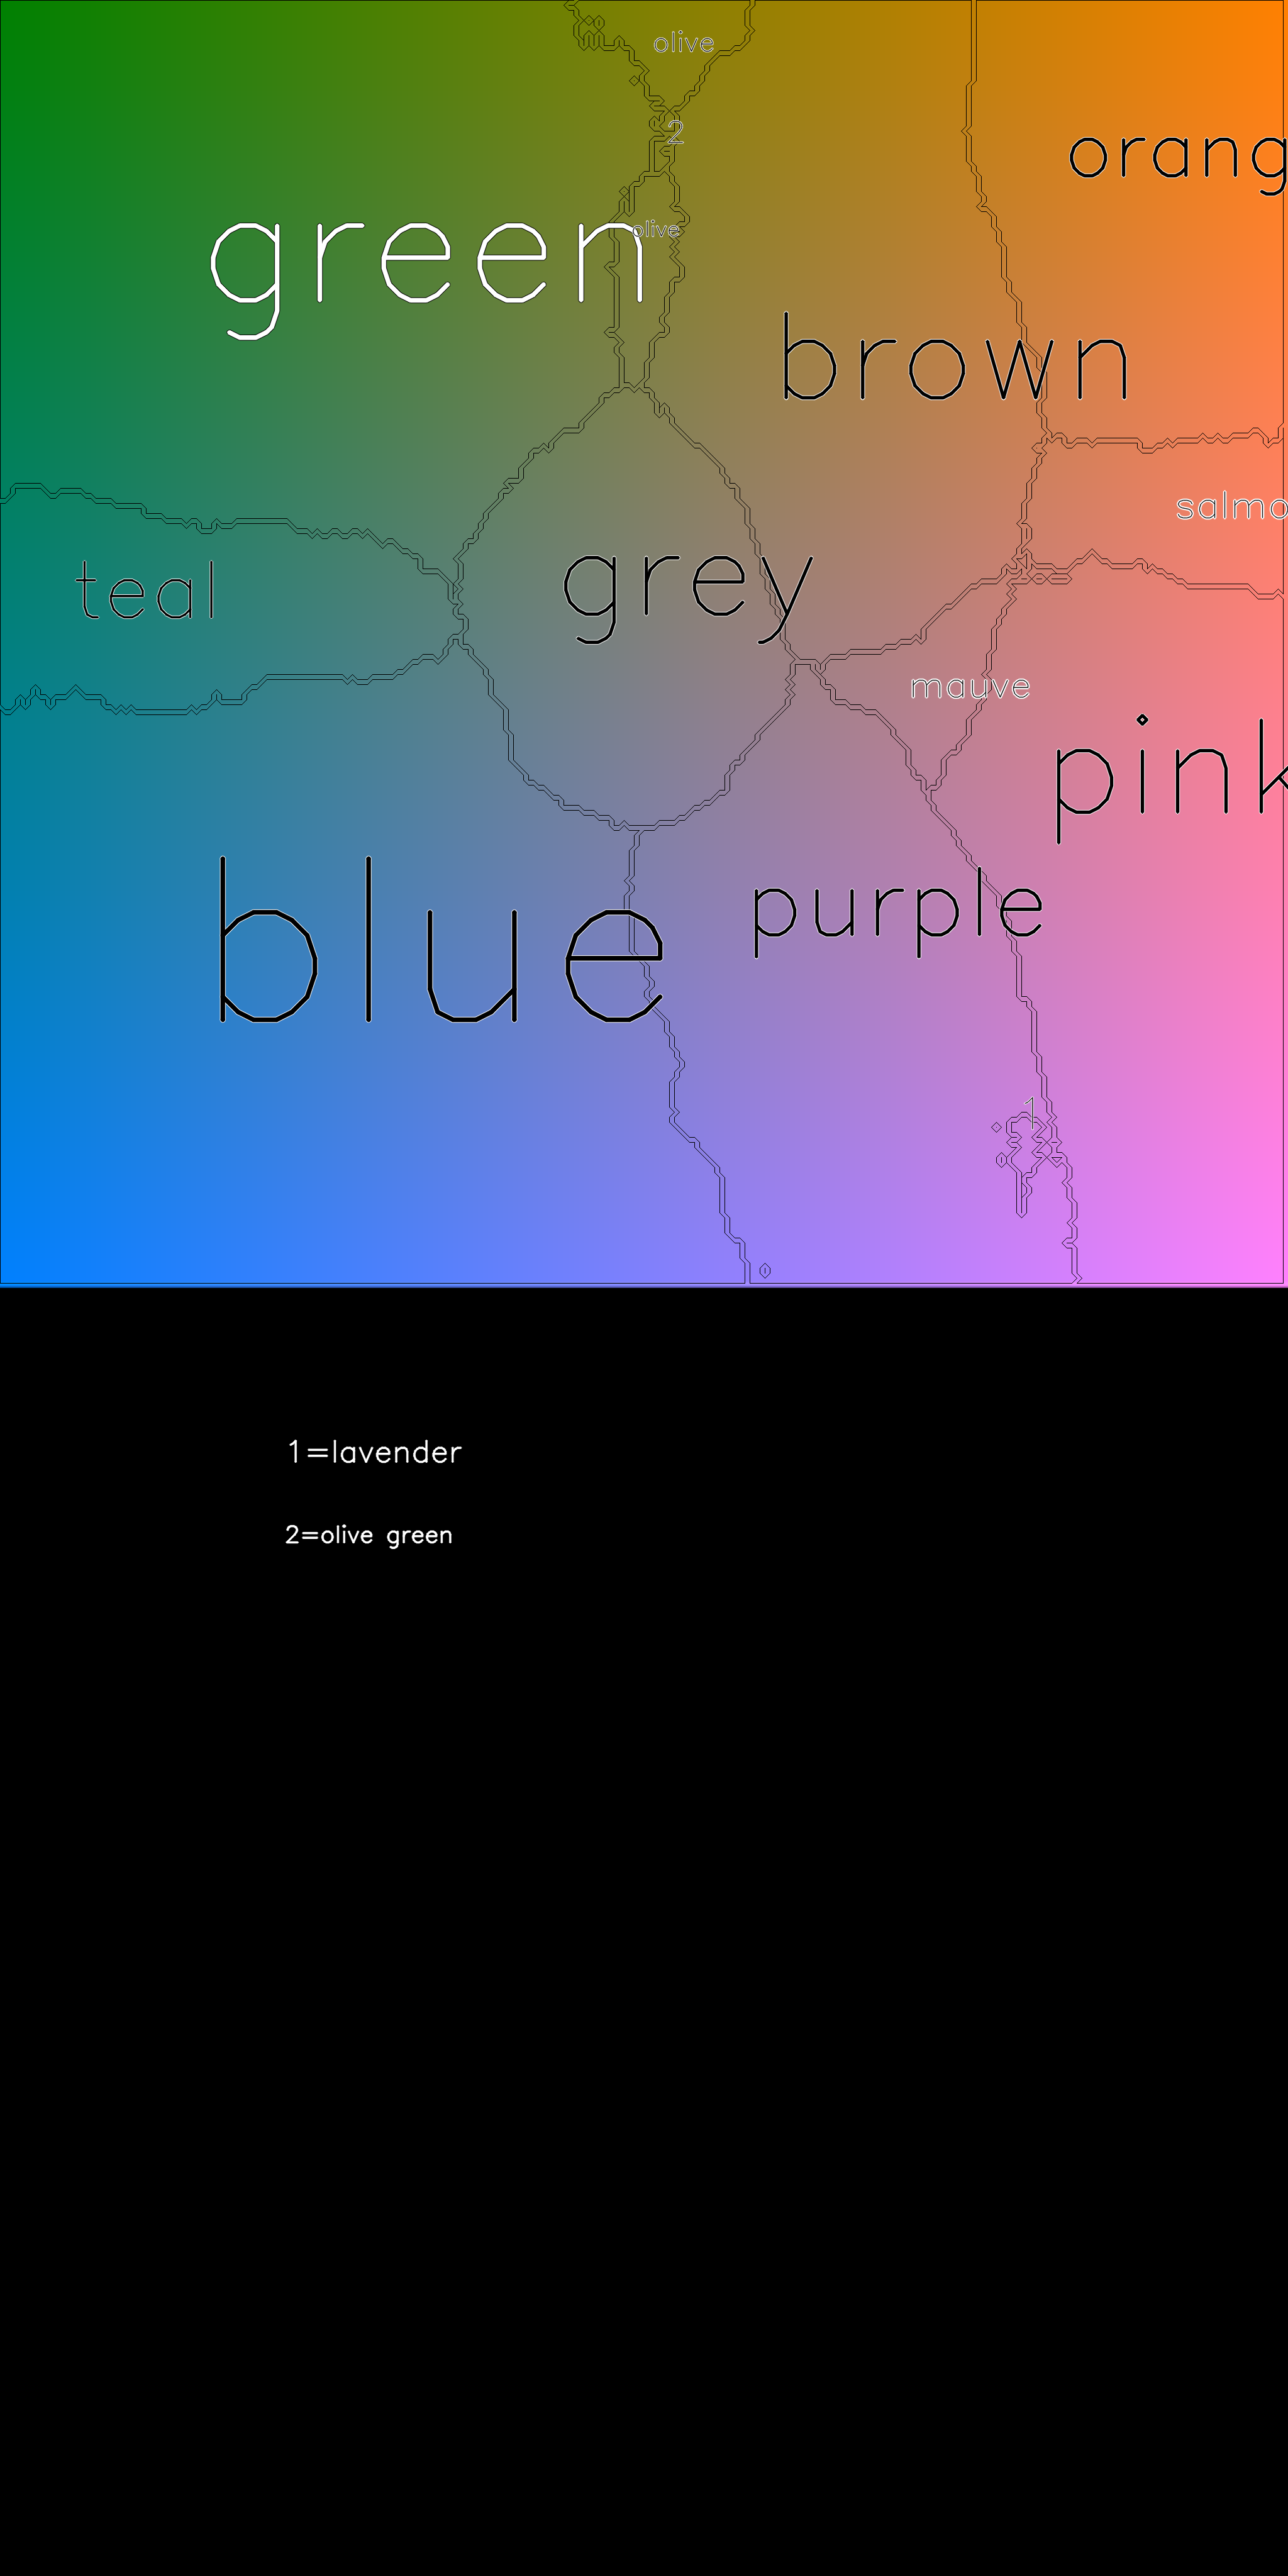 olive
2
orang
green
olive
brown
salmo
teal
grey
mauve
pink
blue
purple
1
1=lavender
2=olive green